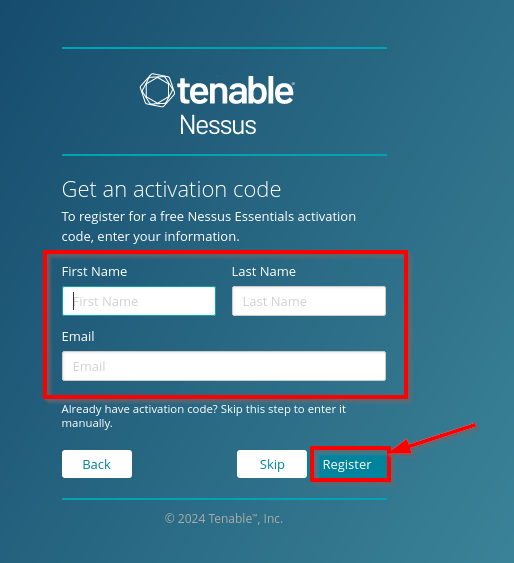 tenable
Nessus
Get an activation code
To register for a free Nessus Essentials activation
code, enter your information.
First Name Last Name
First Name Last Name
Email
Email
Already have activation code? Skip this step to enter it
manually.
Back Skip Register
© 2024 Tenable™, Inc.